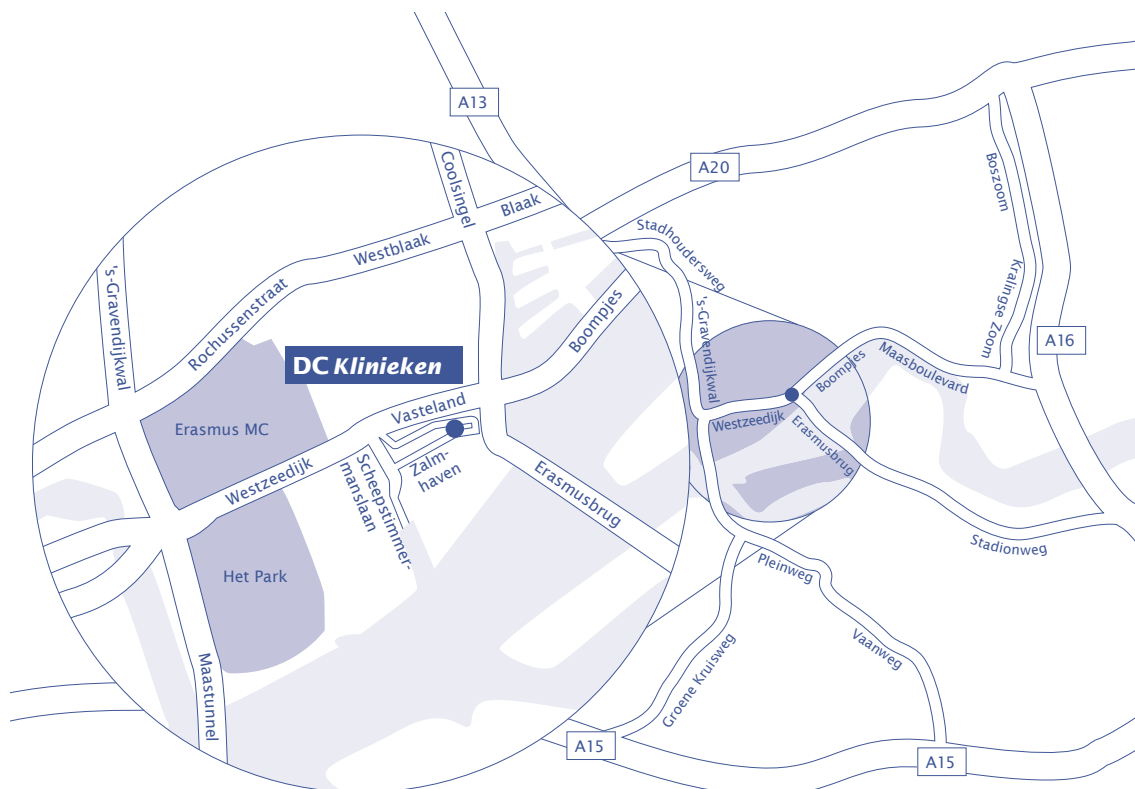 A13
A20
Coolsingel
Blaak
Westblaak
's-Gravendijkwal
Rochussenstraat
Boompjes
DC Klinieken
Vasteland
Erasmus MC
Westzeedijk
Zalm-
haven
Scheepstimmer-
manslaan
Erasmusbrug
Het Park
Maastunnel
Stadhoudersweg
's-Gravendijkwal
Boszoom
Kralingse Zoom
A16
Boompjes
Maasboulevard
Westzeedijk
Erasmusbrug
Stadionweg
Pleinweg
Vaanweg
Groene Kruisweg
A15
A15